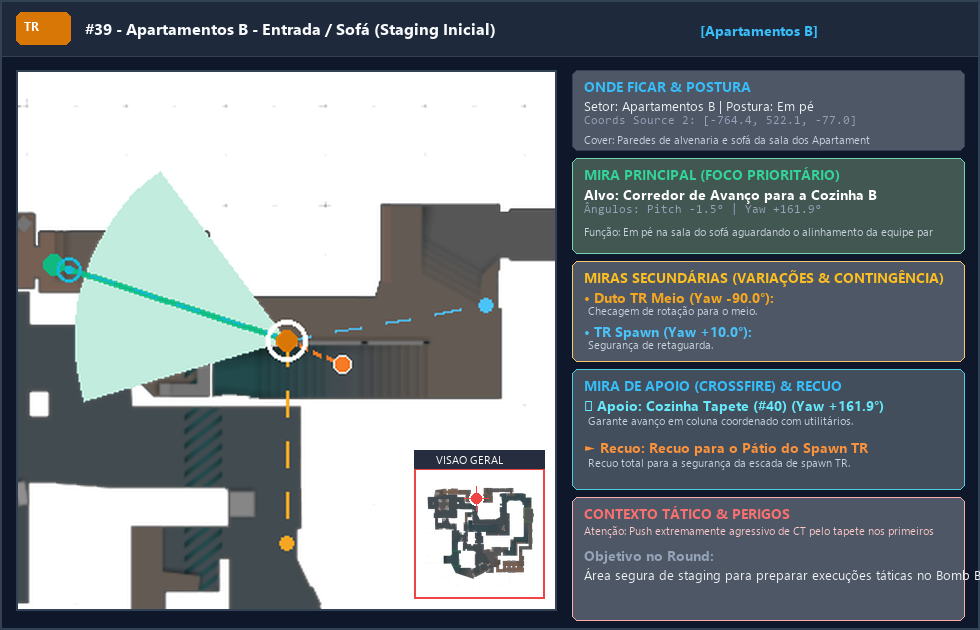 TR
#39 - Apartamentos B - Entrada / Sofá (Staging Inicial)
[Apartamentos B]
ONDE FICAR & POSTURA
Setor: Apartamentos B | Postura: Em pé
Coords Source 2: [-764.4, 522.1, -77.0]
Cover: Paredes de alvenaria e sofá da sala dos Apartament
MIRA PRINCIPAL (FOCO PRIORITÁRIO)
Alvo: Corredor de Avanço para a Cozinha B
Ângulos: Pitch -1.5° | Yaw +161.9°
Função: Em pé na sala do sofá aguardando o alinhamento da equipe par
MIRAS SECUNDÁRIAS (VARIAÇÕES & CONTINGÊNCIA)
• Duto TR Meio (Yaw -90.0°):
Checagem de rotação para o meio.
• TR Spawn (Yaw +10.0°):
Segurança de retaguarda.
MIRA DE APOIO (CROSSFIRE) & RECUO
Apoio: Cozinha Tapete (#40) (Yaw +161.9°)
Garante avanço em coluna coordenado com utilitários.
► Recuo: Recuo para o Pátio do Spawn TR
Recuo total para a segurança da escada de spawn TR.
CONTEXTO TÁTICO & PERIGOS
Atenção: Push extremamente agressivo de CT pelo tapete nos primeiros
Objetivo no Round:
Área segura de staging para preparar execuções táticas no Bomb B
VISAO GERAL